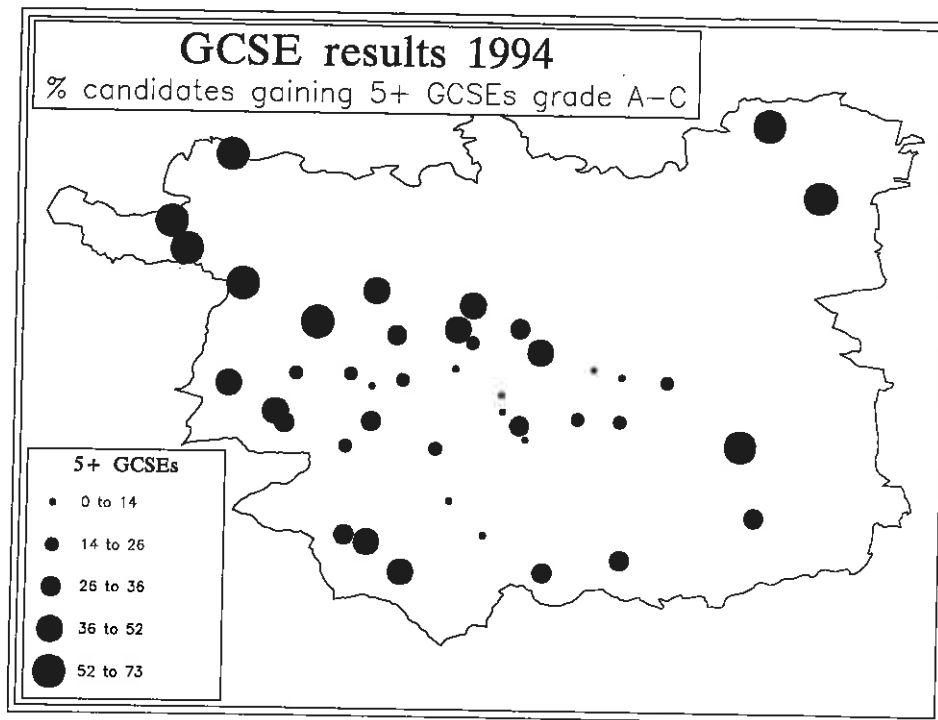 GCSE results 1994
% candidates gaining 5+ GCSEs grade A-C
5+ GCSEs
0 to 14
14 to 26
26 to 36
36 to 52
52 to 73